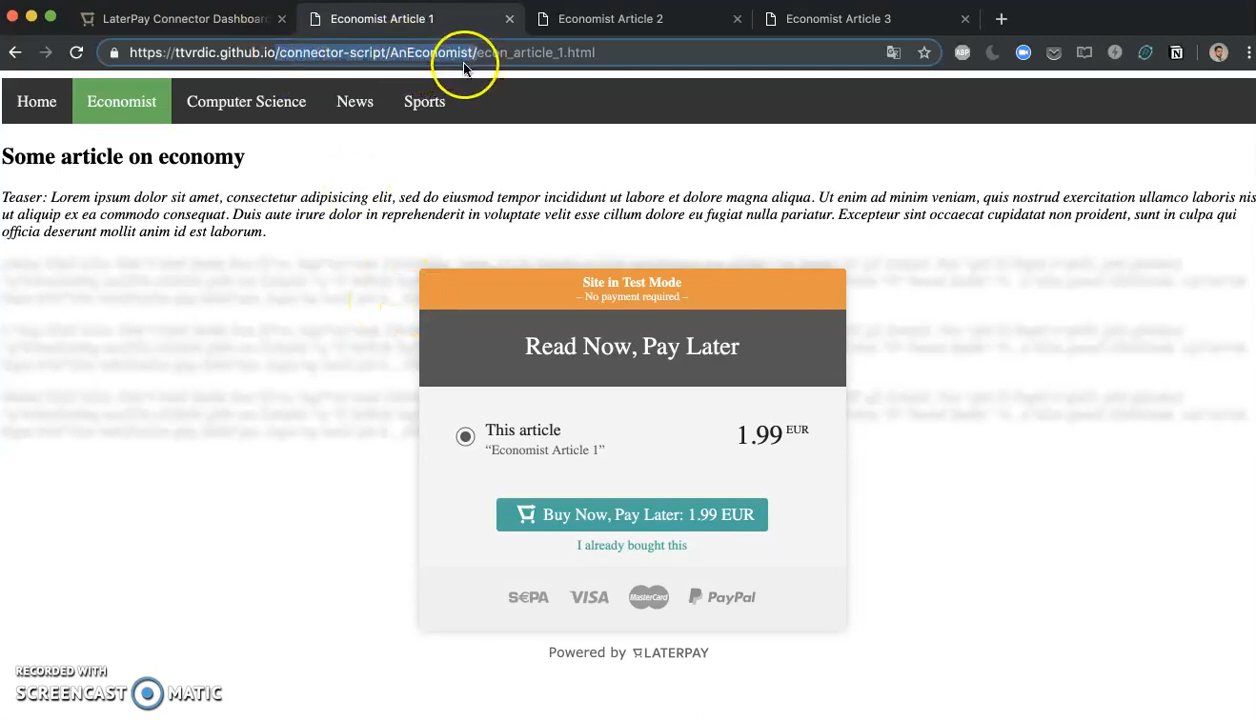 LaterPay Connector Dashboard
Economist Article 1
Economist Article 2
Economist Article 3
https://ttvrdic.github.io/connector-script/AnEconomist/econ_article_1.html
ABP
Home
Economist
Computer Science
News
Sports
Some article on economy
Teaser: Lorem ipsum dolor sit amet, consectetur adipisicing elit, sed do eiusmod tempor incididunt ut labore et dolore magna aliqua. Ut enim ad minim veniam, quis nostrud exercitation ullamco laboris nis
ut aliquip ex ea commodo consequat. Duis aute irure dolor in reprehenderit in voluptate velit esse cillum dolore eu fugiat nulla pariatur. Excepteur sint occaecat cupidatat non proident, sunt in culpa qui
officia deserunt mollit anim id est laborum.
Site in Test Mode
– No payment required –
Read Now, Pay Later
This article
1.99 EUR
“Economist Article 1”
Buy Now, Pay Later: 1.99 EUR
I already bought this
S€PA
VISA
MasterCard
PayPal
Powered by LATERPAY
RECORDED WITH
SCREENCAST MATIC